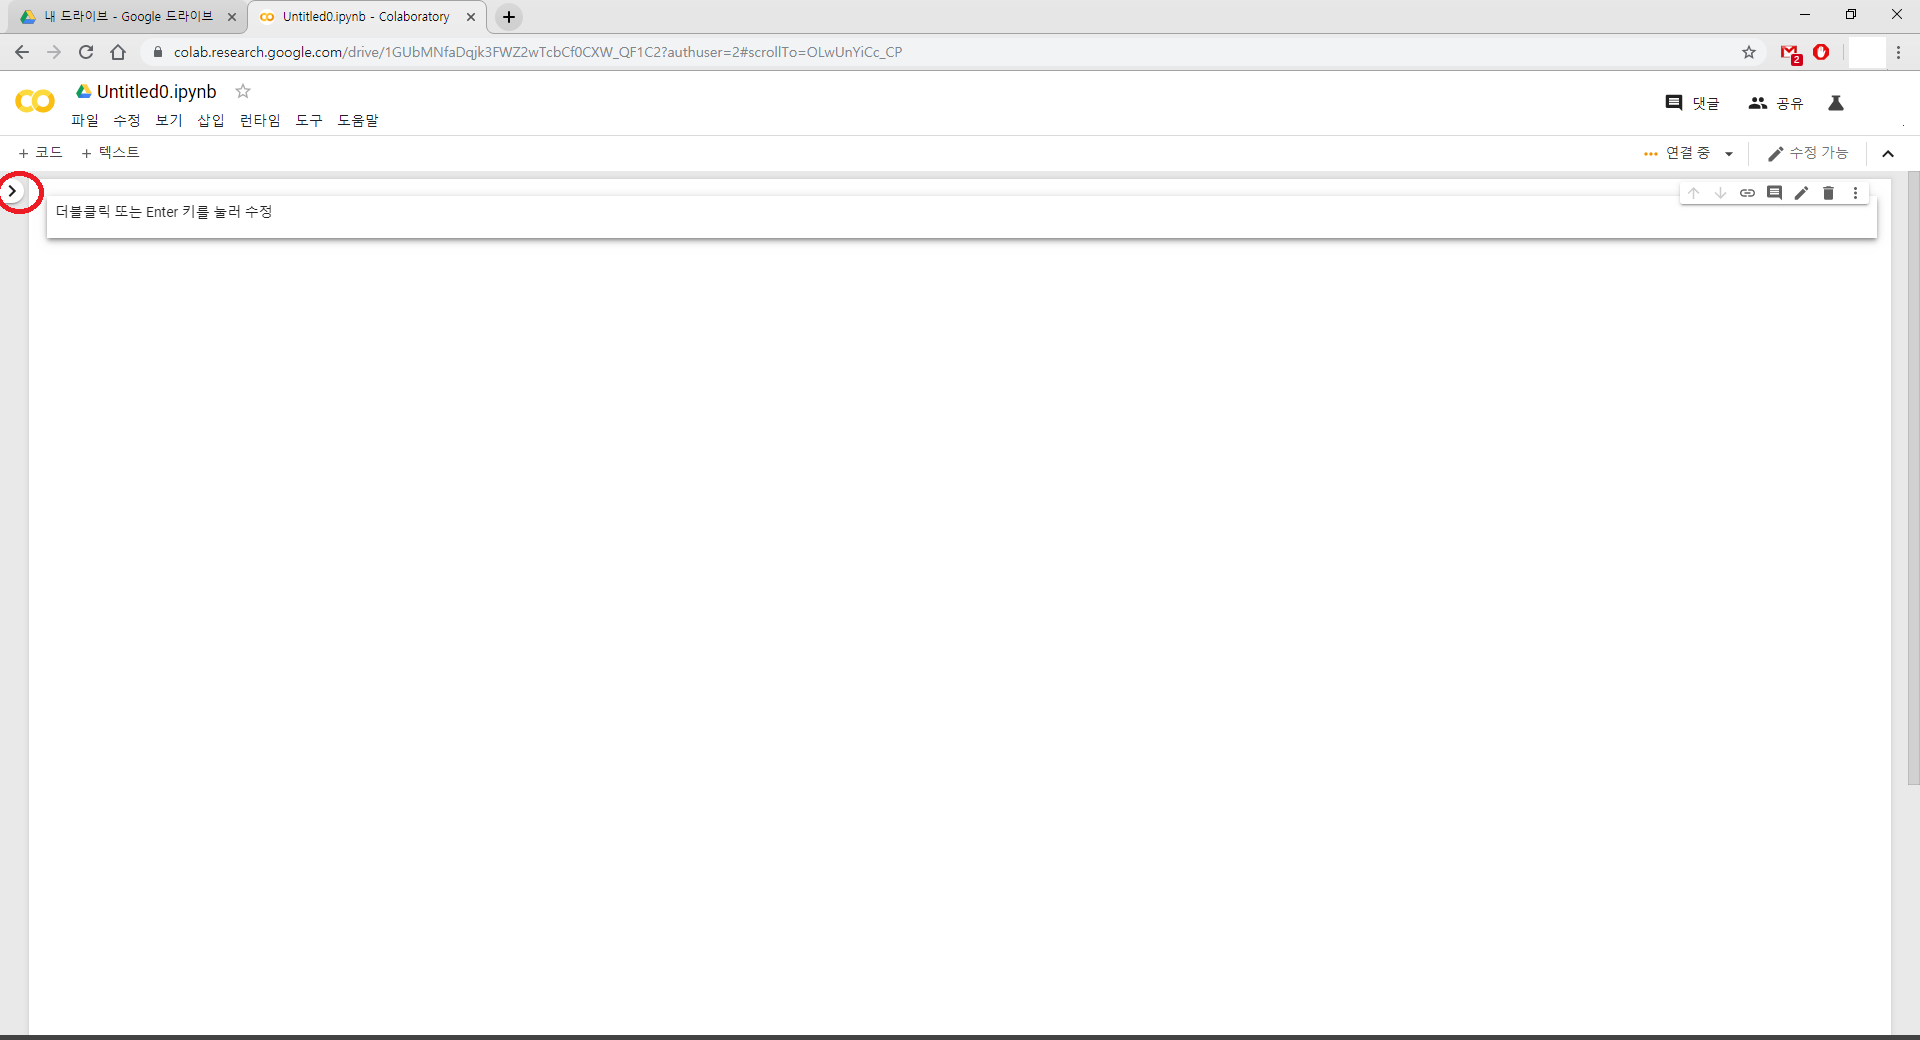 내 드라이브 - Google 드라이브
Untitled0.ipynb - Colaboratory
colab.research.google.com/drive/1GUbMNfaDqjk3FWZ2wTcbCf0CXW_QF1C2?authuser=2#scrollTo=OLwUnYiCc_CP
2
CO
Untitled0.ipynb
파일 수정 보기 삽입 런타임 도구 도움말
댓글 공유
+ 코드 + 텍스트
연결 중 수정 가능
더블클릭 또는 Enter 키를 눌러 수정